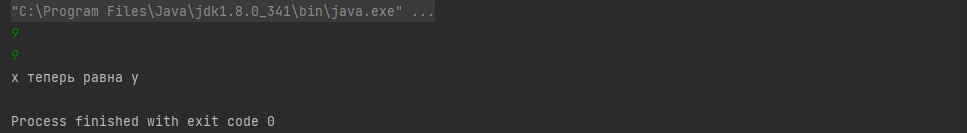 "C:\Program Files\Java\jdk1.8.0_341\bin\java.exe" ...
9
9
х теперь равна у
Process finished with exit code 0